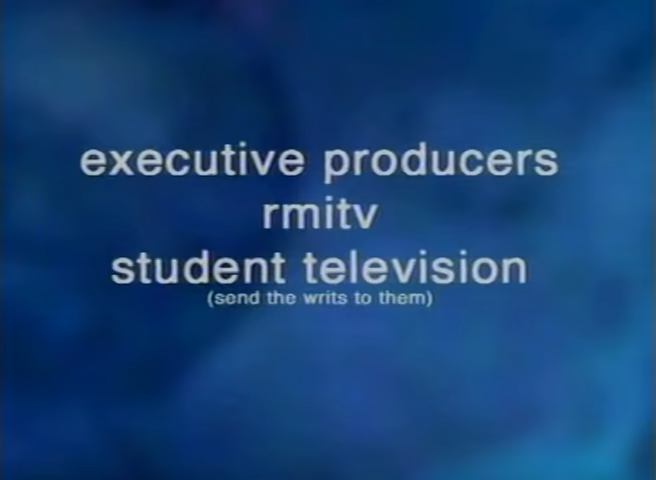 executive producers
rmitv
student television
(send the writs to them)